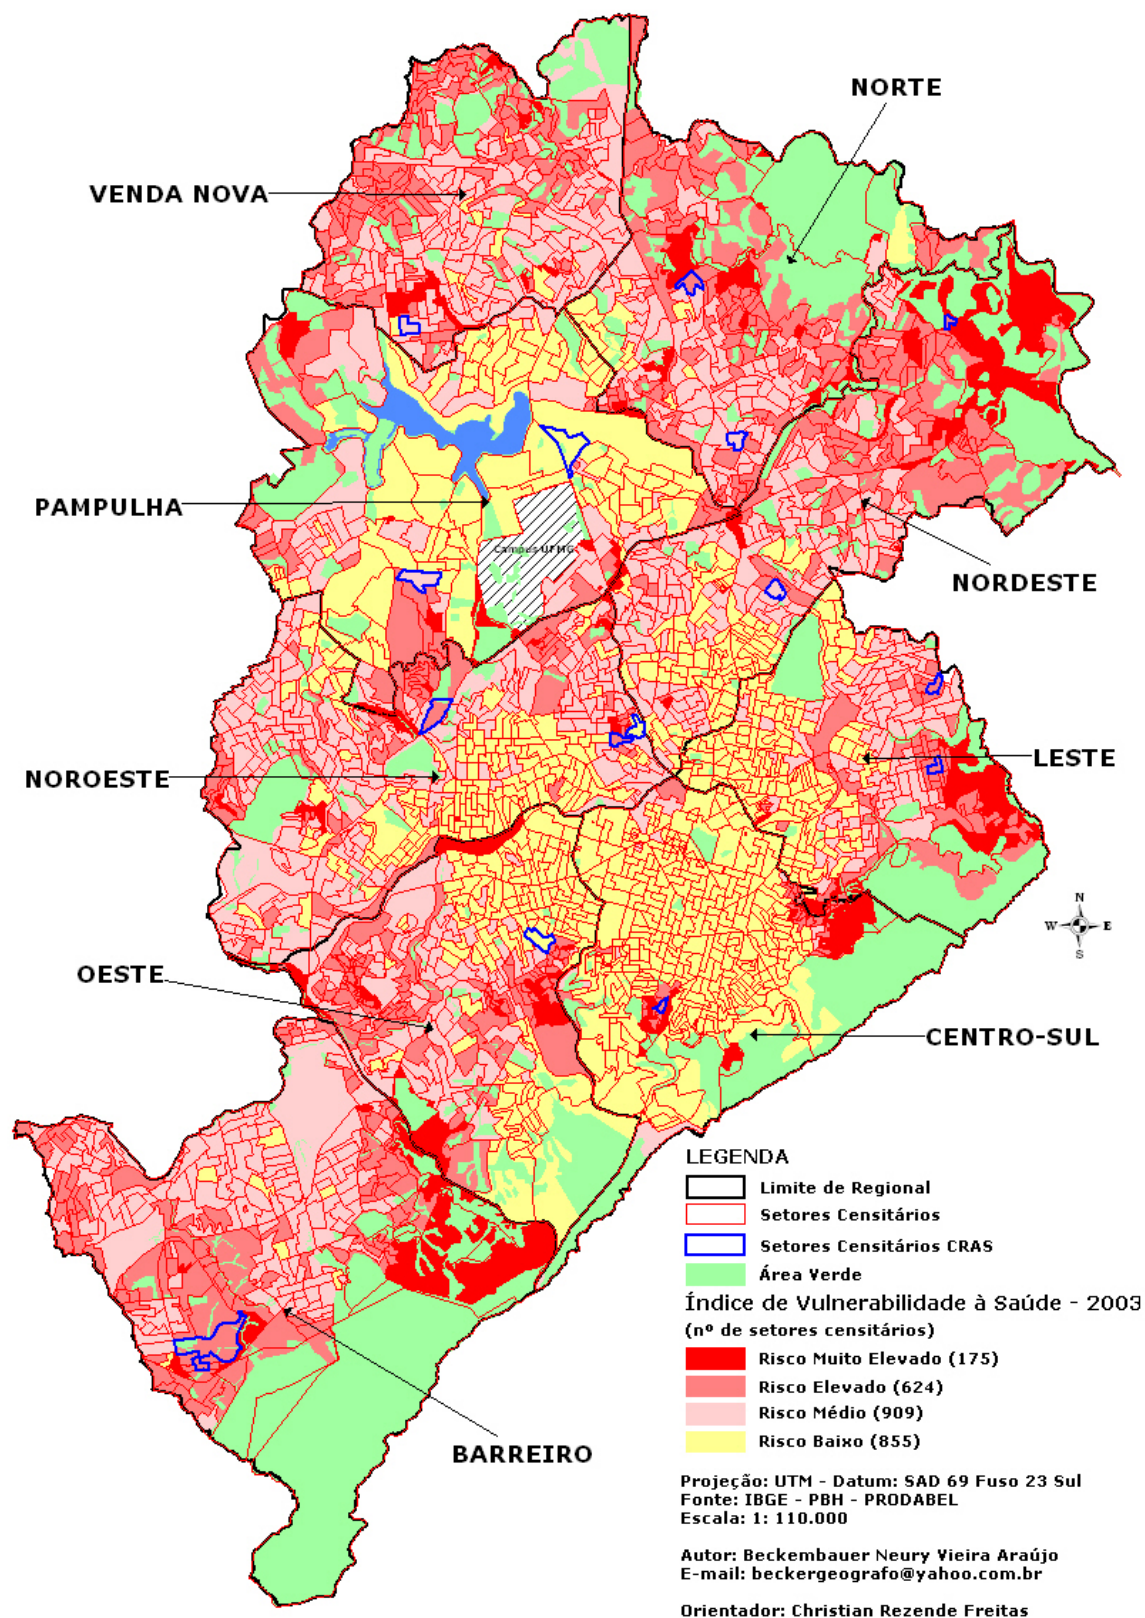 NORTE
VENDA NOVA
PAMPULHA
Campus UFMG
NORDESTE
NOROESTE
LESTE
N
W E
S
OESTE
CENTRO-SUL
BARREIRO
LEGENDA
Limite de Regional
Setores Censitários
Setores Censitários CRAS
Área Verde
Índice de Vulnerabilidade à Saúde - 2003
(nº de setores censitários)
Risco Muito Elevado (175)
Risco Elevado (624)
Risco Médio (909)
Risco Baixo (855)
Projeção: UTM - Datum: SAD 69 Fuso 23 Sul
Fonte: IBGE - PBH - PRODABEL
Escala: 1: 110.000
Autor: Beckembauer Neury Vieira Araújo
E-mail: beckergeografo@yahoo.com.br
Orientador: Christian Rezende Freitas